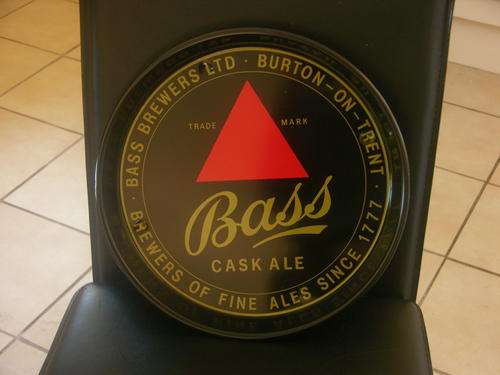 BASS BREWERS LTD · BURTON-ON-TRENT ·
TRADE MARK
Bass
CASK ALE
BREWERS OF FINE ALES SINCE 1777